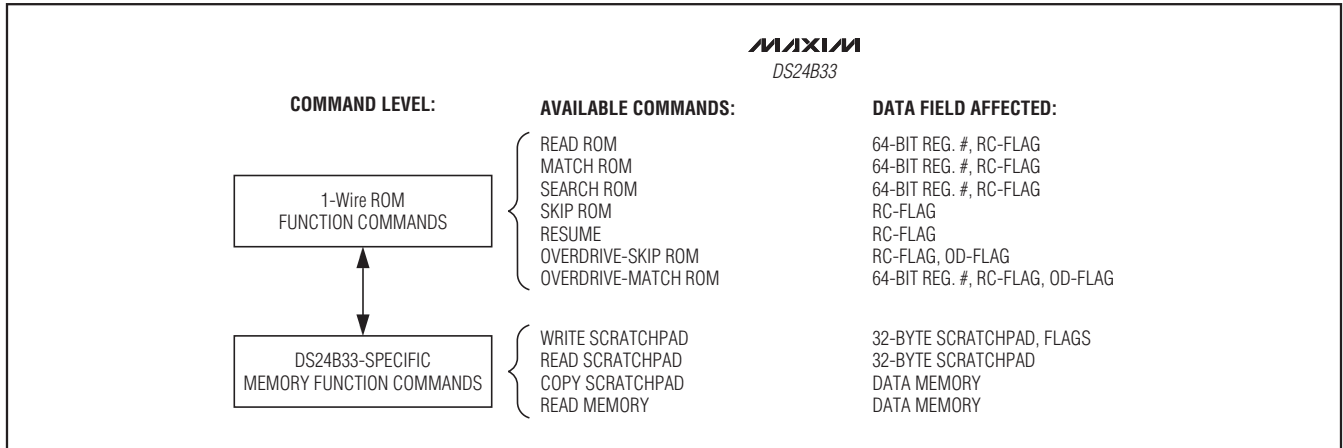 MAXIM
DS24B33
COMMAND LEVEL: AVAILABLE COMMANDS: DATA FIELD AFFECTED:
1-Wire ROM
FUNCTION COMMANDS
READ ROM 64-BIT REG. #, RC-FLAG
MATCH ROM 64-BIT REG. #, RC-FLAG
SEARCH ROM 64-BIT REG. #, RC-FLAG
SKIP ROM RC-FLAG
RESUME RC-FLAG
OVERDRIVE-SKIP ROM RC-FLAG, OD-FLAG
OVERDRIVE-MATCH ROM 64-BIT REG. #, RC-FLAG, OD-FLAG
DS24B33-SPECIFIC
MEMORY FUNCTION COMMANDS
WRITE SCRATCHPAD 32-BYTE SCRATCHPAD, FLAGS
READ SCRATCHPAD 32-BYTE SCRATCHPAD
COPY SCRATCHPAD DATA MEMORY
READ MEMORY DATA MEMORY